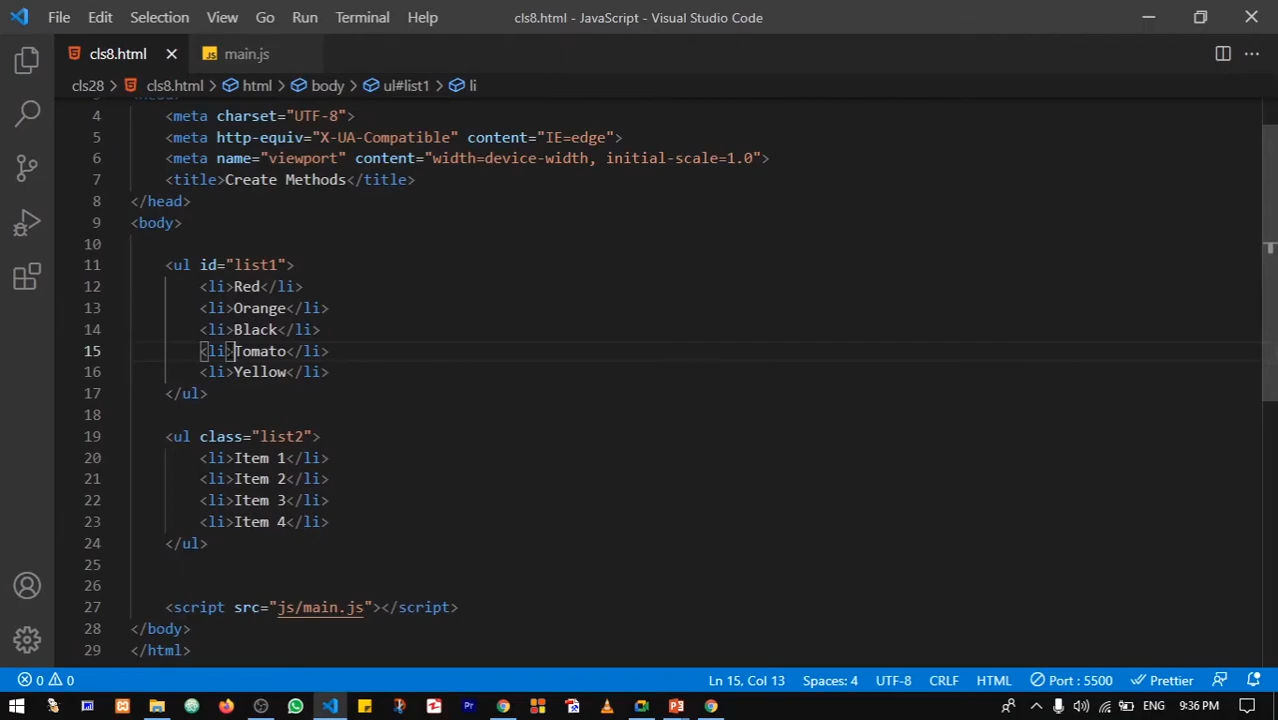 File Edit Selection View Go Run Terminal Help
cls8.html - JavaScript - Visual Studio Code
cls8.html
JS main.js
cls28 > cls8.html > html > body > ul#list1 > li
4 <meta charset="UTF-8">
5 <meta http-equiv="X-UA-Compatible" content="IE=edge">
6 <meta name="viewport" content="width=device-width, initial-scale=1.0">
7 <title>Create Methods</title>
8 </head>
9 <body>
10
11 <ul id="list1">
12 <li>Red</li>
13 <li>Orange</li>
14 <li>Black</li>
15 <li>Tomato</li>
16 <li>Yellow</li>
17 </ul>
18
19 <ul class="list2">
20 <li>Item 1</li>
21 <li>Item 2</li>
22 <li>Item 3</li>
23 <li>Item 4</li>
24 </ul>
25
26
27 <script src="js/main.js"></script>
28 </body>
29 </html>
0 0 Ln 15, Col 13 Spaces: 4 UTF-8 CRLF HTML Port : 5500 Prettier
Pr ENG 9:36 PM